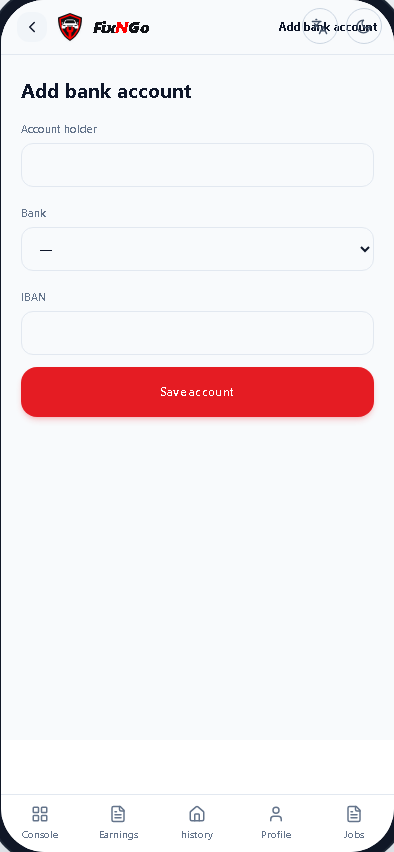 FixNGo
Add bank account
Add bank account
Account holder
Bank
—
IBAN
Save account
Console
Earnings
history
Profile
Jobs